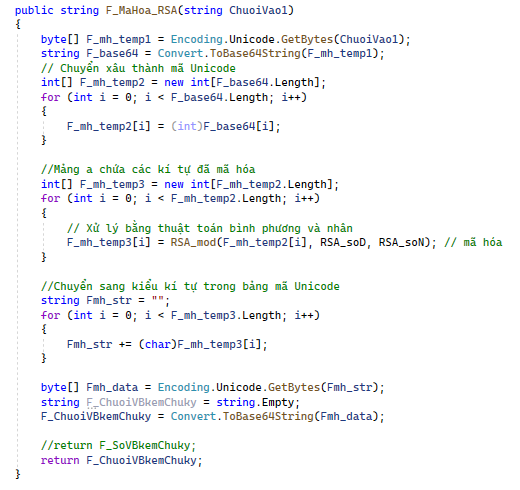 public string F_MaHoa_RSA(string ChuoiVao1)
{
byte[] F_mh_temp1 = Encoding.Unicode.GetBytes(ChuoiVao1);
string F_base64 = Convert.ToBase64String(F_mh_temp1);
// Chuyển xâu thành mã Unicode
int[] F_mh_temp2 = new int[F_base64.Length];
for (int i = 0; i < F_base64.Length; i++)
{
F_mh_temp2[i] = (int)F_base64[i];
}
//Mảng a chứa các kí tự đã mã hóa
int[] F_mh_temp3 = new int[F_mh_temp2.Length];
for (int i = 0; i < F_mh_temp2.Length; i++)
{
// Xử lý bằng thuật toán bình phương và nhân
F_mh_temp3[i] = RSA_mod(F_mh_temp2[i], RSA_soD, RSA_soN); // mã hóa
}
//Chuyển sang kiểu kí tự trong bảng mã Unicode
string Fmh_str = "";
for (int i = 0; i < F_mh_temp3.Length; i++)
{
Fmh_str += (char)F_mh_temp3[i];
}
byte[] Fmh_data = Encoding.Unicode.GetBytes(Fmh_str);
string F_ChuoiVBkemChuky = string.Empty;
F_ChuoiVBkemChuky = Convert.ToBase64String(Fmh_data);
//return F_SoVBkemChuky;
return F_ChuoiVBkemChuky;
}